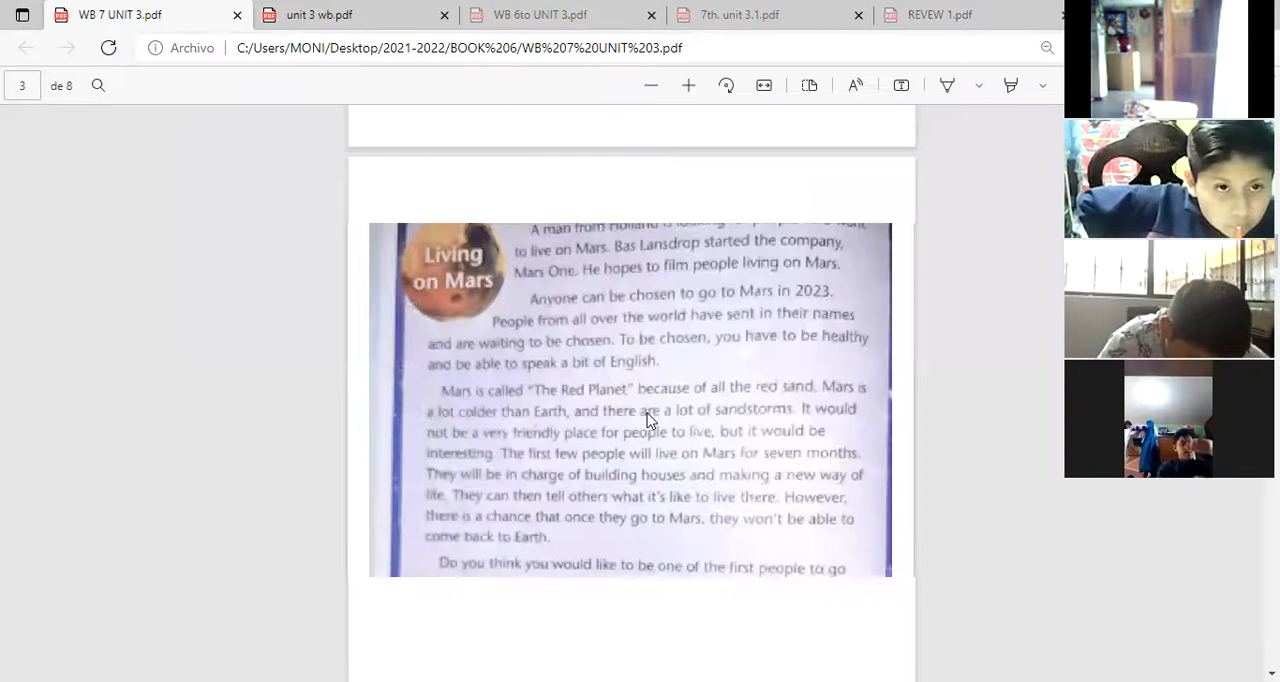 WB 7 UNIT 3.pdf
unit 3 wb.pdf
WB 6to UNIT 3.pdf
7th. unit 3.1.pdf
REVEW 1.pdf
Archivo
C:/Users/MONI/Desktop/2021-2022/BOOK%206/WB%207%20UNIT%203.pdf
3 de 8
Living
on Mars
A man from Holland is
to live on Mars. Bas Lansdrop started the company,
Mars One. He hopes to film people living on Mars.
Anyone can be chosen to go to Mars in 2023.
People from all over the world have sent in their names
and are waiting to be chosen. To be chosen, you have to be healthy
and be able to speak a bit of English.
Mars is called “The Red Planet” because of all the red sand. Mars is
a lot colder than Earth, and there are a lot of sandstorms. It would
not be a very friendly place for people to live, but it would be
interesting. The first few people will live on Mars for seven months.
They will be in charge of building houses and making a new way of
life. They can then tell others what it's like to live there. However,
there is a chance that once they go to Mars, they won't be able to
come back to Earth.
Do you think you would like to be one of the first people to go